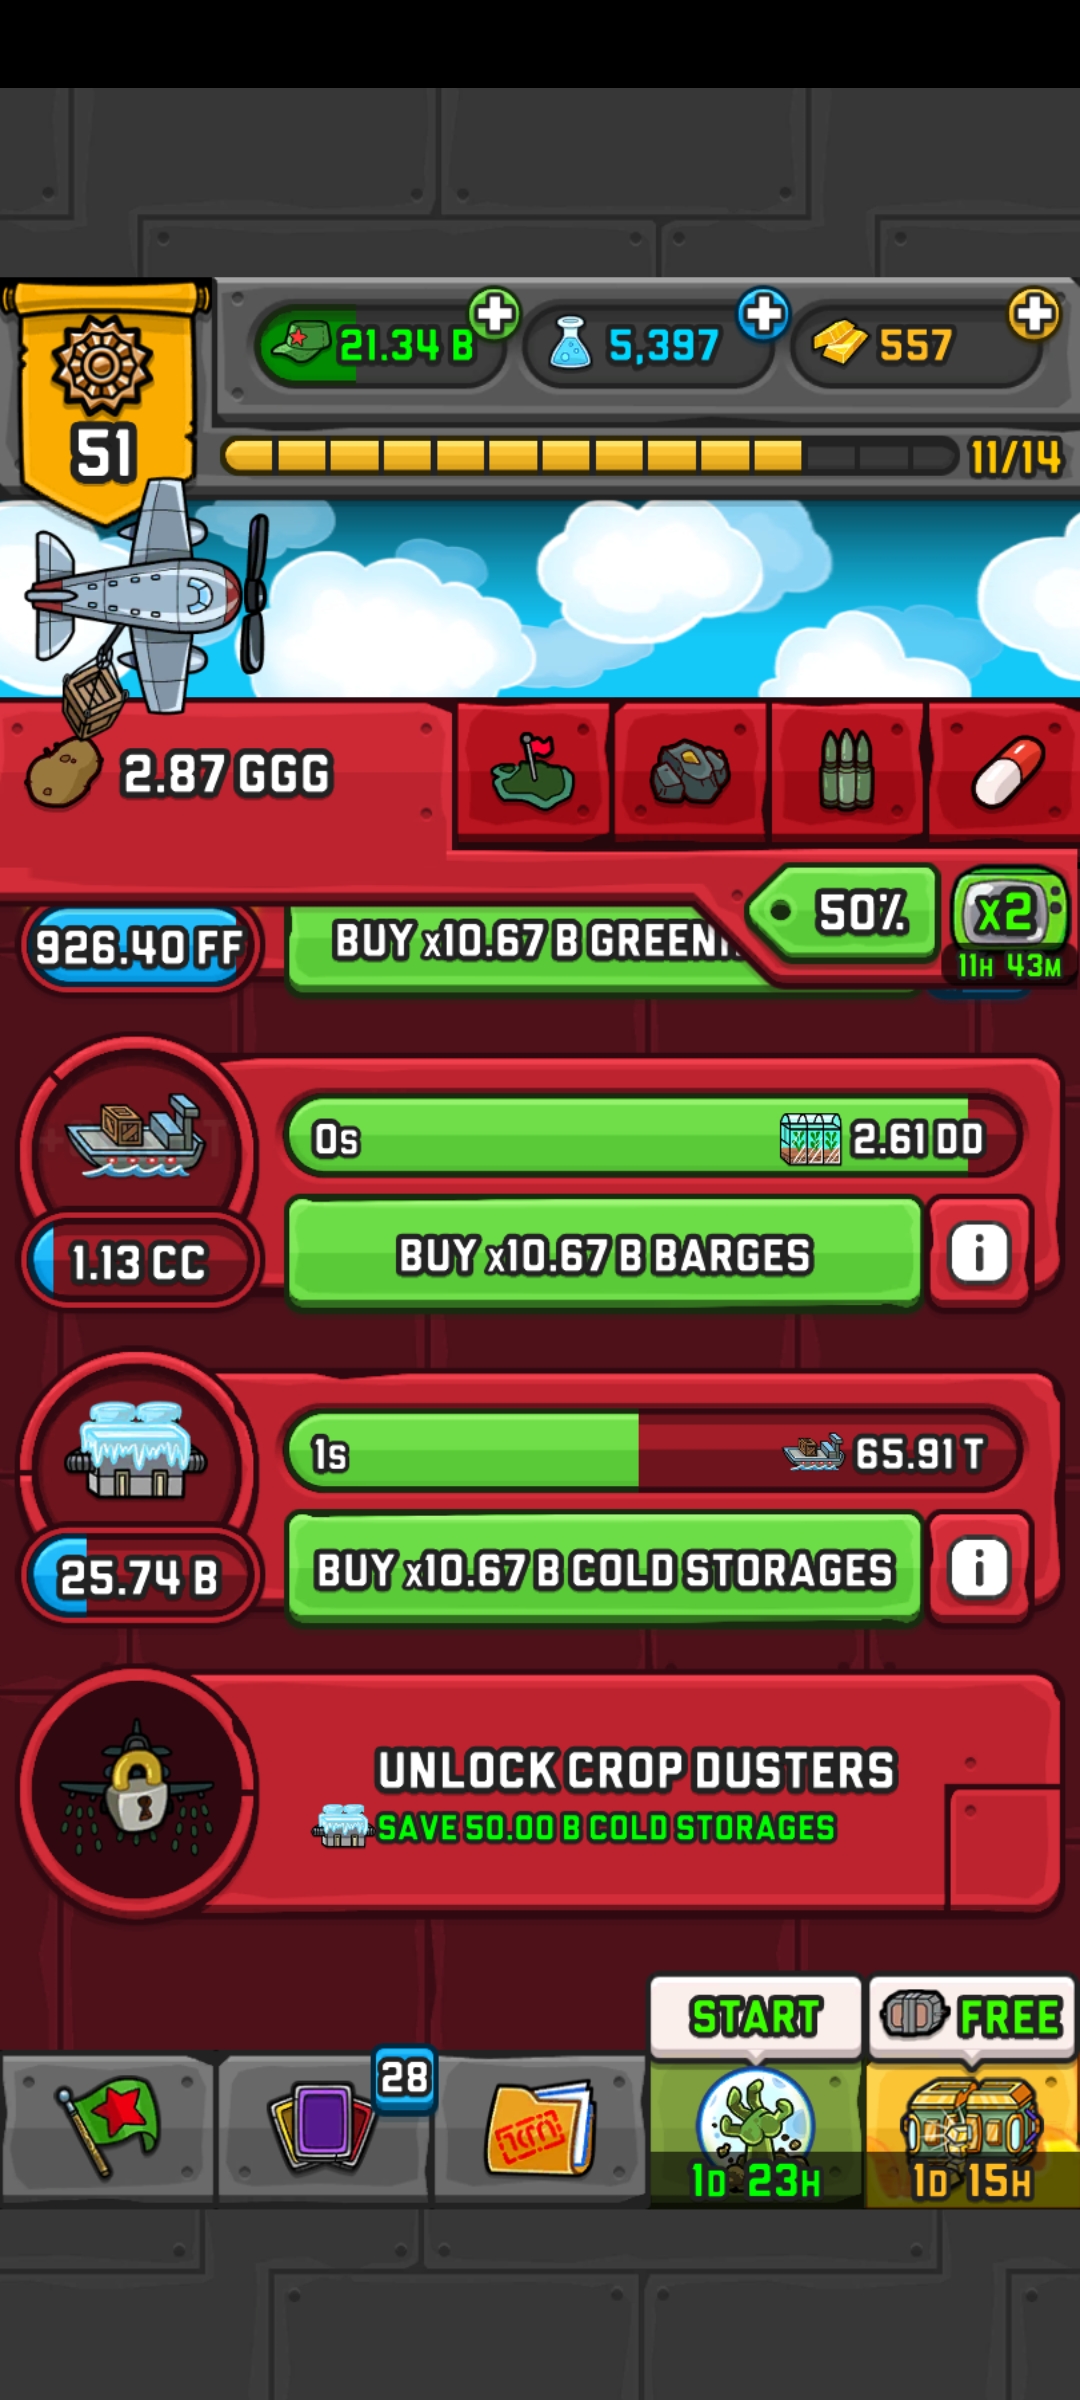 21.34 B
5,397
557
51
11/14
2.87 GGG
50%
x2
11H 43M
926.40 FF
BUY x10.67 B
0s
2.61 DD
1.13 CC
BUY x10.67 B BARGES
i
1s
65.91 T
25.74 B
BUY x10.67 B COLD STORAGES
i
UNLOCK CROP DUSTERS
SAVE 50.00 B COLD STORAGES
START
FREE
28
1D 23H
1D 15H